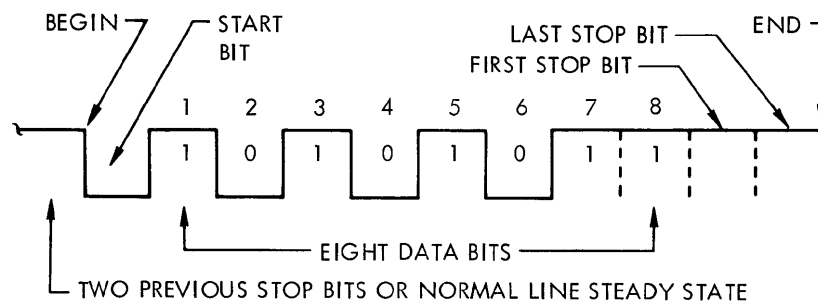 BEGIN START BIT LAST STOP BIT END
FIRST STOP BIT
1 2 3 4 5 6 7 8
1 0 1 0 1 0 1 1
EIGHT DATA BITS
TWO PREVIOUS STOP BITS OR NORMAL LINE STEADY STATE